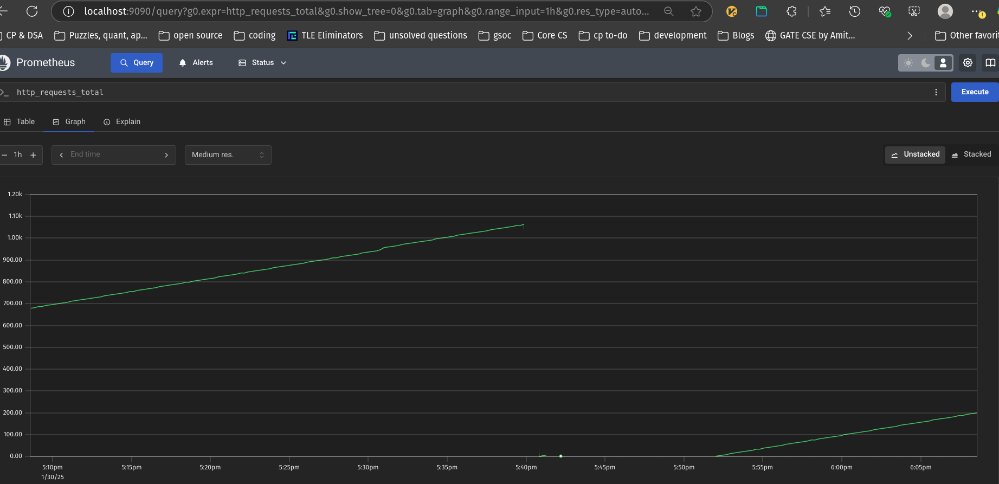 localhost:9090/query?g0.expr=http_requests_total&g0.show_tree=0&g0.tab=graph&g0.range_input=1h&g0.res_type=auto...
CP & DSA Puzzles, quant, ap... open source coding TLE Eliminators unsolved questions gsoc Core CS cp to-do development Blogs GATE CSE by Amit... Other favori
Prometheus Query Alerts Status
>_ http_requests_total Execute
Table Graph Explain
− 1h + < End time > Medium res. Unstacked Stacked
1.20k
1.10k
1.00k
900.00
800.00
700.00
600.00
500.00
400.00
300.00
200.00
100.00
0.00
5:10pm 5:15pm 5:20pm 5:25pm 5:30pm 5:35pm 5:40pm 5:45pm 5:50pm 5:55pm 6:00pm 6:05pm
1/30/25